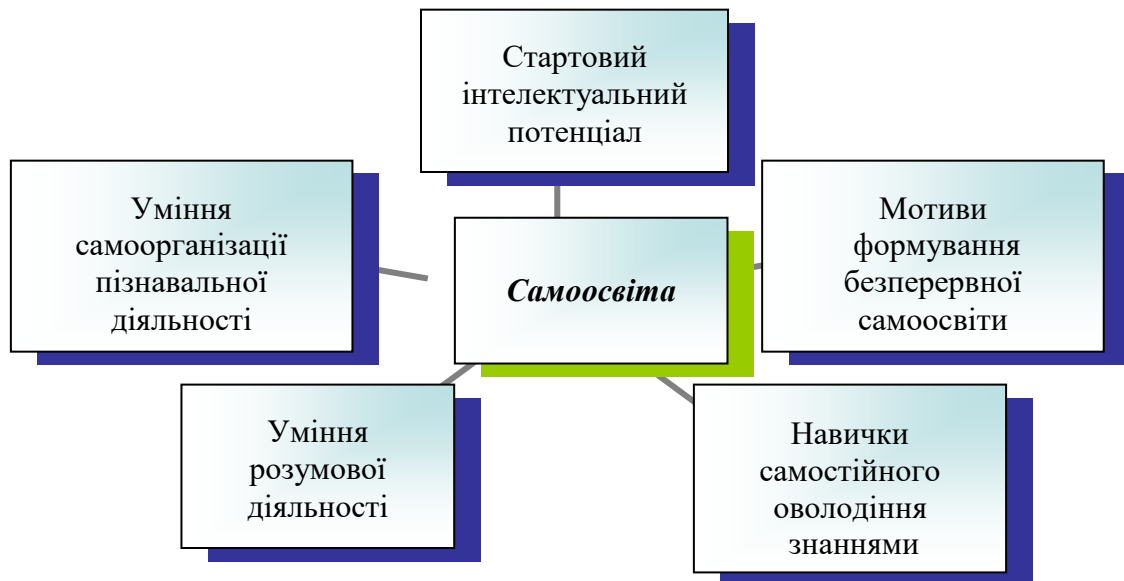 Стартовий
інтелектуальний
потенціал
Уміння
самоорганізації
пізнавальної
діяльності
Самоосвіта
Мотиви
формування
безперервної
самоосвіти
Уміння
розумової
діяльності
Навички
самостійного
оволодіння
знаннями